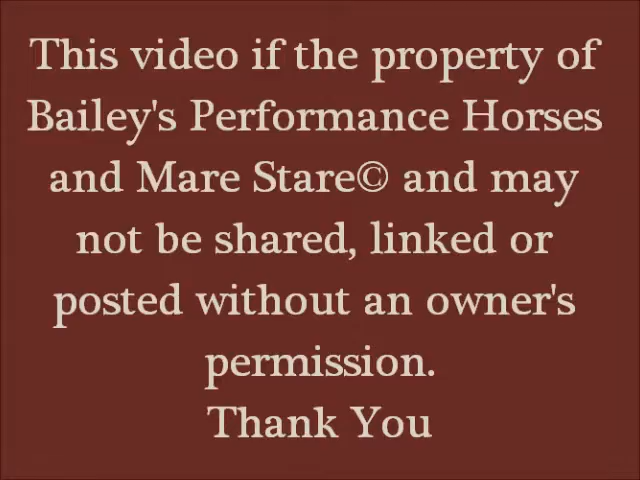 This video if the property of
Bailey's Performance Horses
and Mare Stare© and may
not be shared, linked or
posted without an owner's
permission.
Thank You